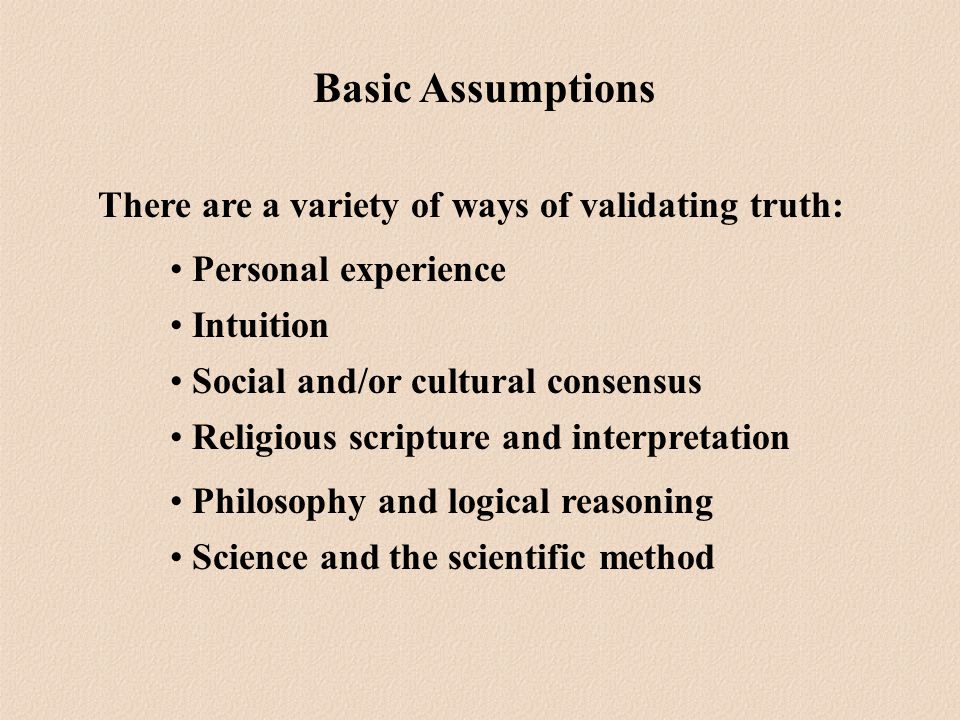 Basic Assumptions
There are a variety of ways of validating truth:
• Personal experience
• Intuition
• Social and/or cultural consensus
• Religious scripture and interpretation
• Philosophy and logical reasoning
• Science and the scientific method